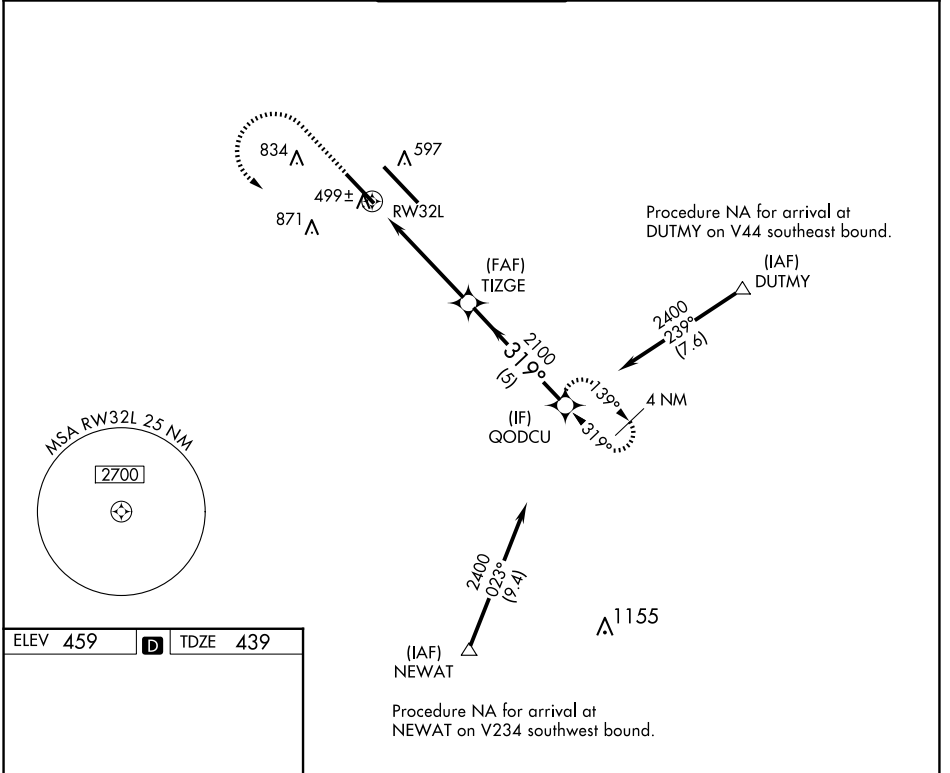 834
597
499±
RW32L
871
Procedure NA for arrival at
DUTMY on V44 southeast bound.
(IAF)
DUTMY
(FAF)
TIZGE
2400
239°
(7.6)
2100
319°
(5)
139°
4 NM
319°
(IF)
QODCU
MSA RW32L 25 NM
2700
2400
023°
(9.4)
1155
(IAF)
NEWAT
ELEV 459 D TDZE 439
Procedure NA for arrival at
NEWAT on V234 southwest bound.